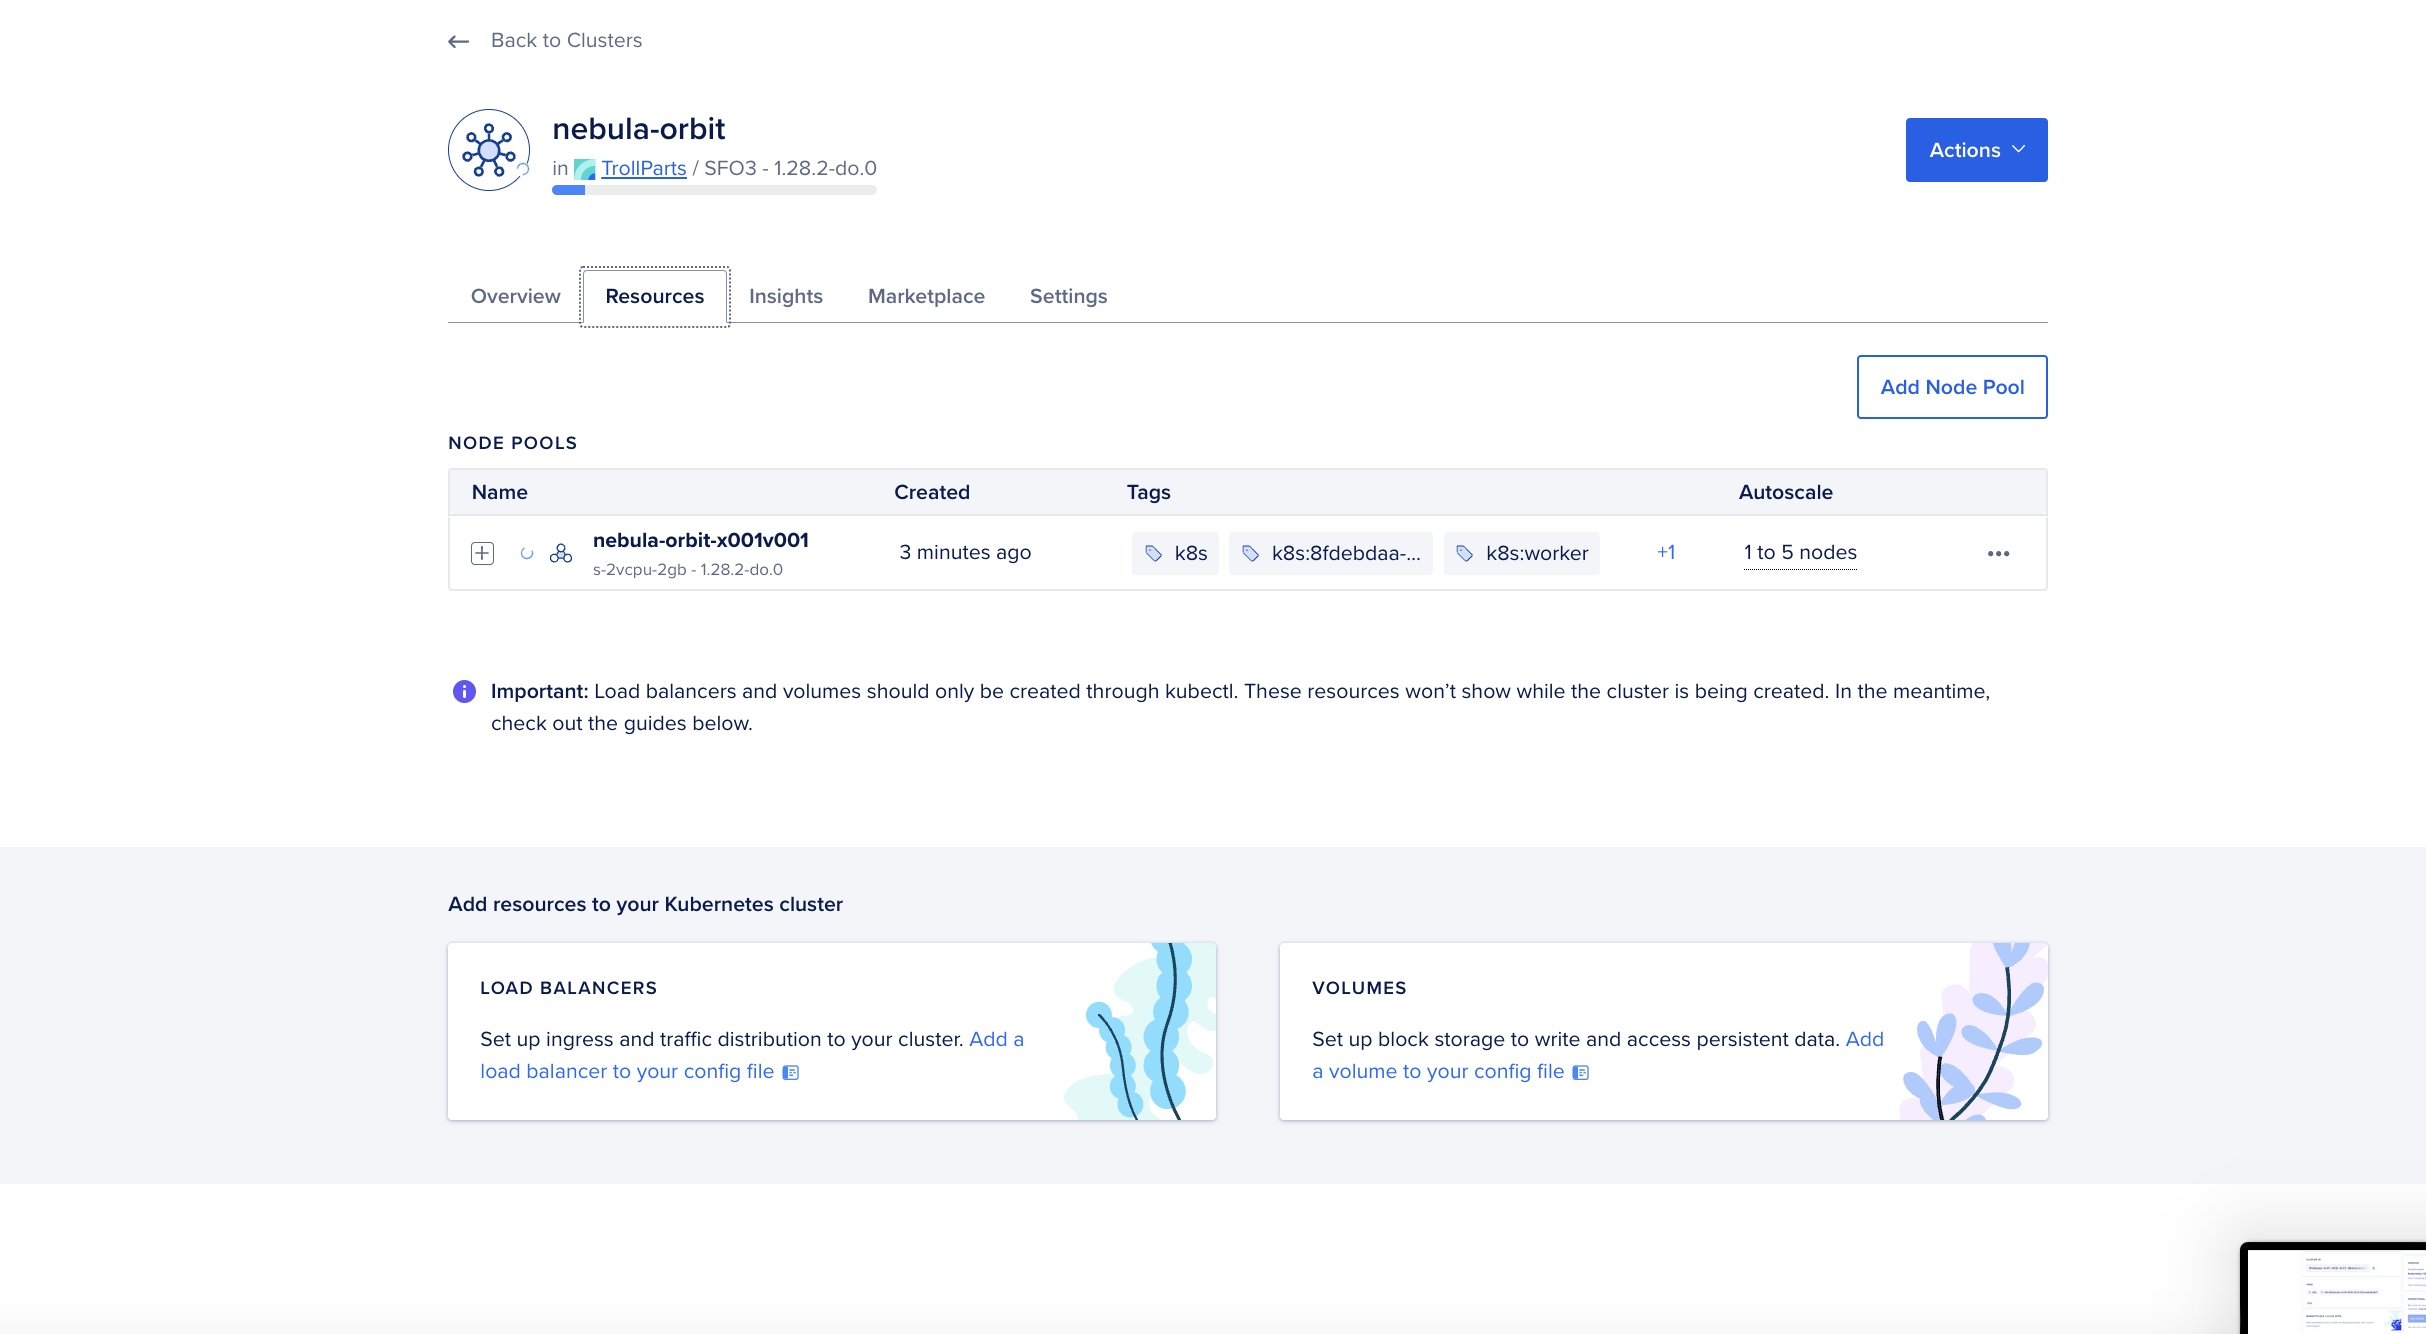 Back to Clusters
nebula-orbit
in TrollParts / SFO3 - 1.28.2-do.0
Actions
Overview
Resources
Insights
Marketplace
Settings
Add Node Pool
NODE POOLS
Name
Created
Tags
Autoscale
nebula-orbit-x001v001
s-2vcpu-2gb - 1.28.2-do.0
3 minutes ago
k8s
k8s:8fdebdaa-...
k8s:worker
+1
1 to 5 nodes
Important: Load balancers and volumes should only be created through kubectl. These resources won’t show while the cluster is being created. In the meantime,
check out the guides below.
Add resources to your Kubernetes cluster
LOAD BALANCERS
Set up ingress and traffic distribution to your cluster. Add a
load balancer to your config file
VOLUMES
Set up block storage to write and access persistent data. Add
a volume to your config file